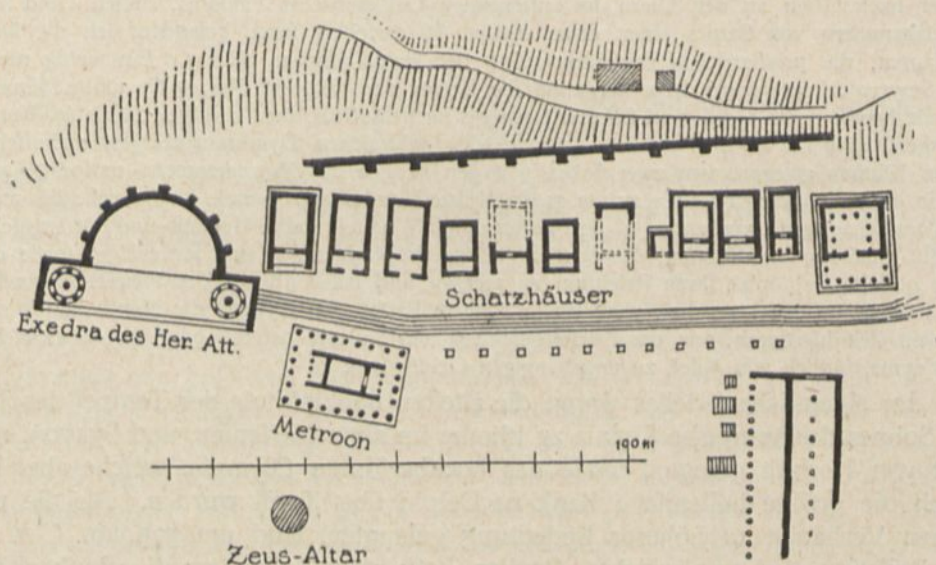 Schatzhäuser
Exedra des Her. Att.
Metroon
100 M
Zeus-Altar